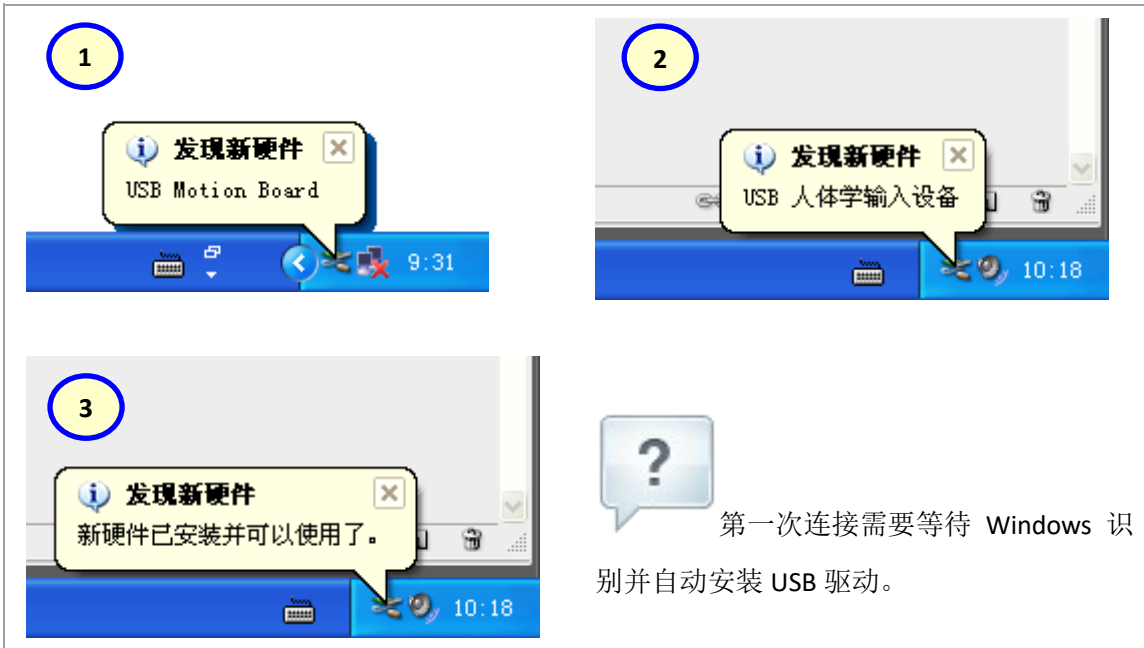 1
发现新硬件
USB Motion Board
9:31
2
发现新硬件
USB 人体学输入设备
10:18
3
发现新硬件
新硬件已安装并可以使用了。
10:18
?
第一次连接需要等待 Windows 识
别并自动安装 USB 驱动。